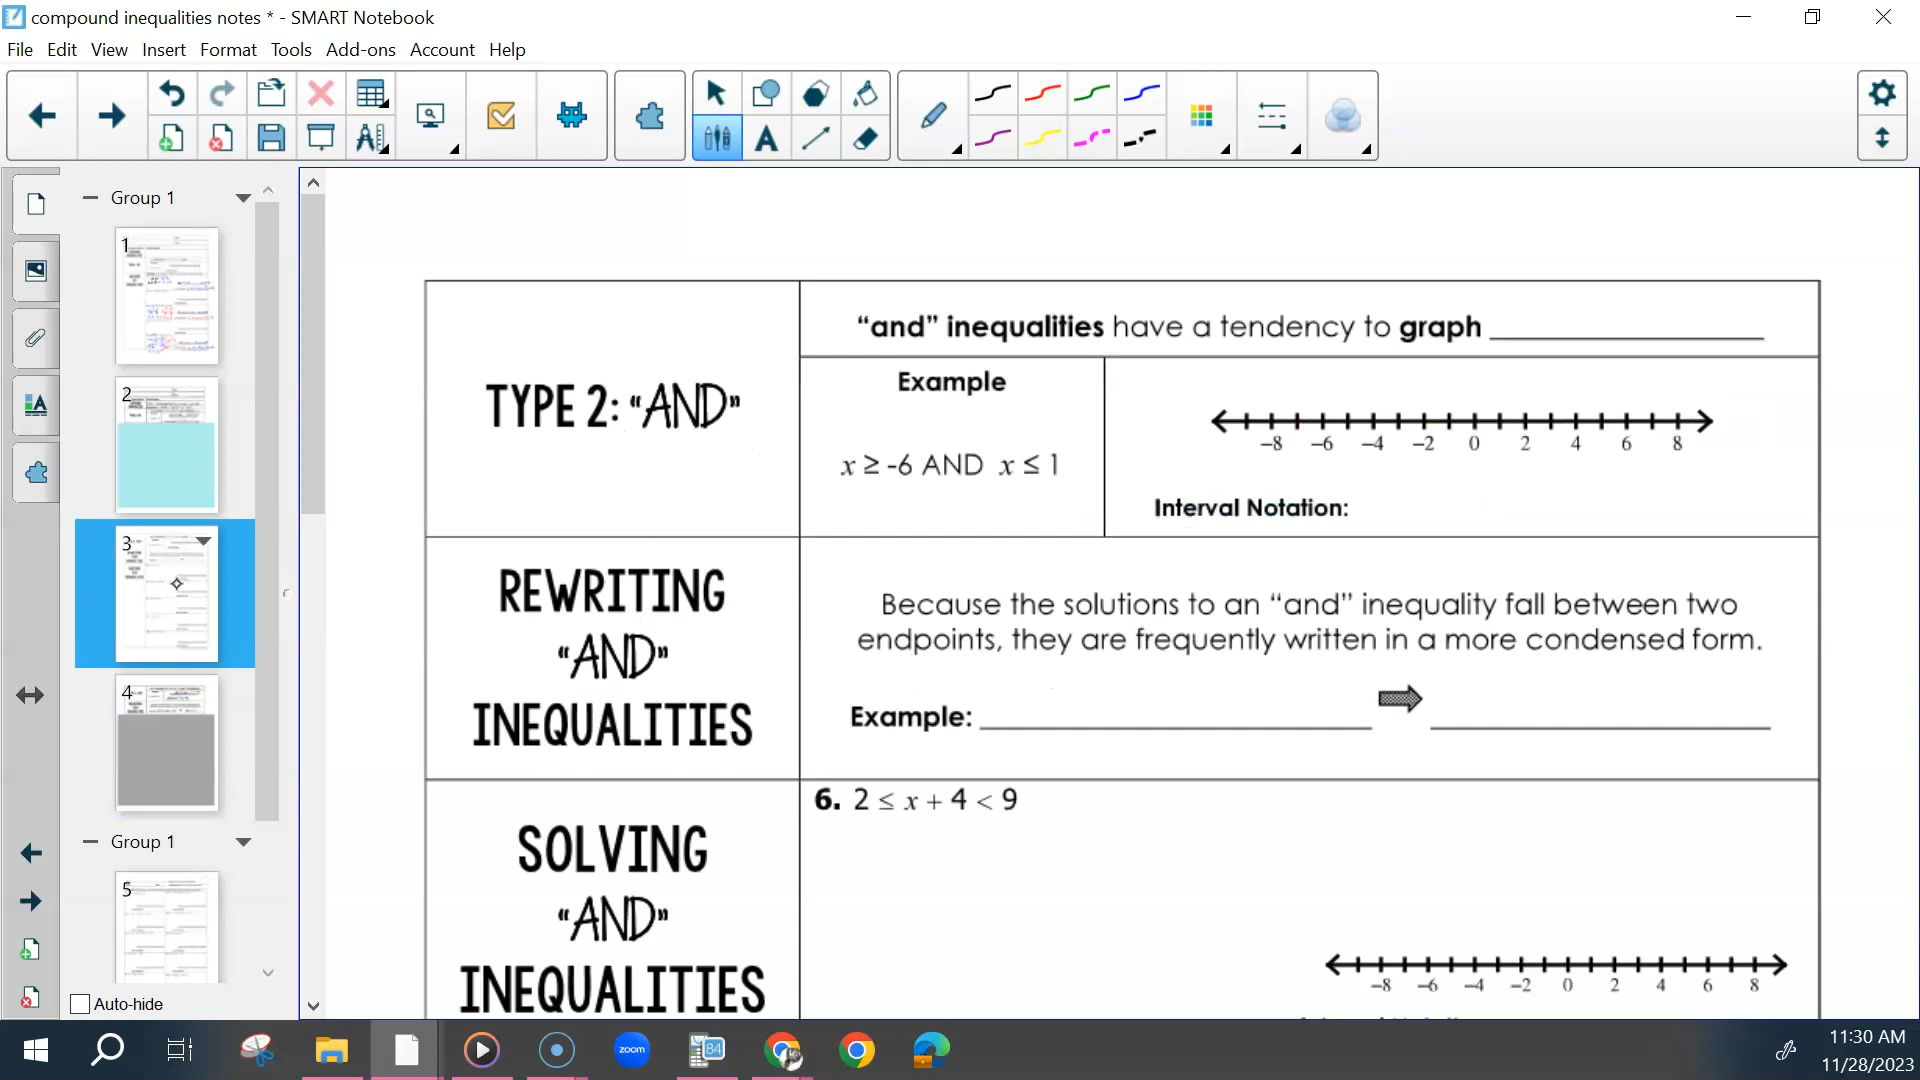 compound inequalities notes * - SMART Notebook
File Edit View Insert Format Tools Add-ons Account Help
Group 1
1
2
3
4
Group 1
5
Auto-hide
TYPE 2: “AND”
“and” inequalities have a tendency to graph
Example
x ≥ -6 AND x ≤ 1
-8 -6 -4 -2 0 2 4 6 8
Interval Notation:
REWRITING
“AND”
INEQUALITIES
Because the solutions to an “and” inequality fall between two
endpoints, they are frequently written in a more condensed form.
Example:
SOLVING
“AND”
INEQUALITIES
6. 2 ≤ x + 4 < 9
-8 -6 -4 -2 0 2 4 6 8
zoom
84
11:30 AM
11/28/2023